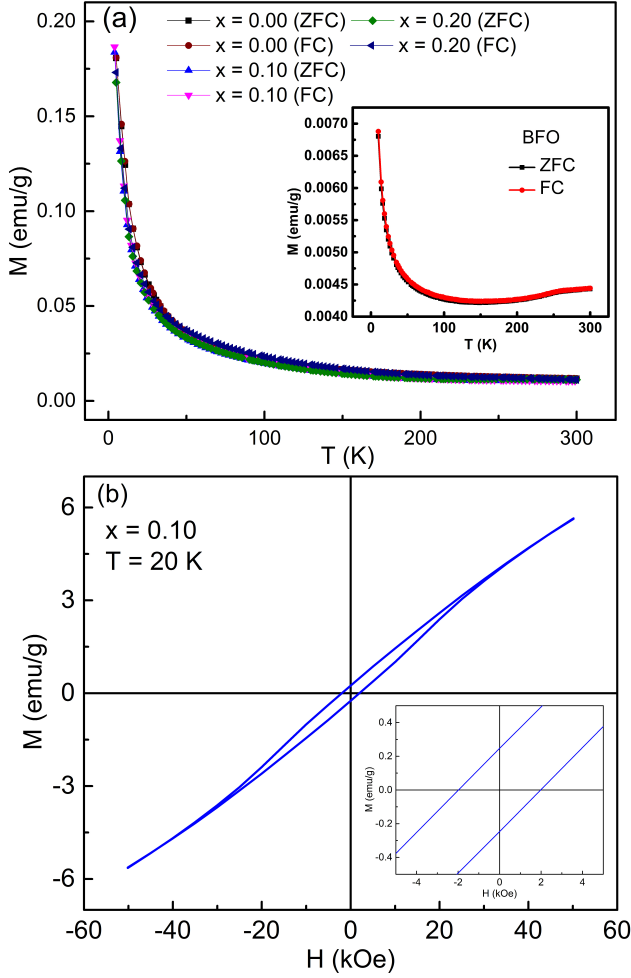 (a)
x = 0.00 (ZFC)
x = 0.20 (ZFC)
x = 0.00 (FC)
x = 0.20 (FC)
x = 0.10 (ZFC)
x = 0.10 (FC)
0.20
0.15
0.10
0.05
0.00
M (emu/g)
0
100
200
300
T (K)
BFO
ZFC
FC
0.0070
0.0065
0.0060
0.0055
0.0050
0.0045
0.0040
M (emu/g)
0
100
200
300
T (K)
(b)
x = 0.10
T = 20 K
6
3
0
-3
-6
M (emu/g)
-60
-40
-20
0
20
40
60
H (kOe)
0.4
0.2
0.0
-0.2
-0.4
M (emu/g)
-4
-2
0
2
4
H (kOe)